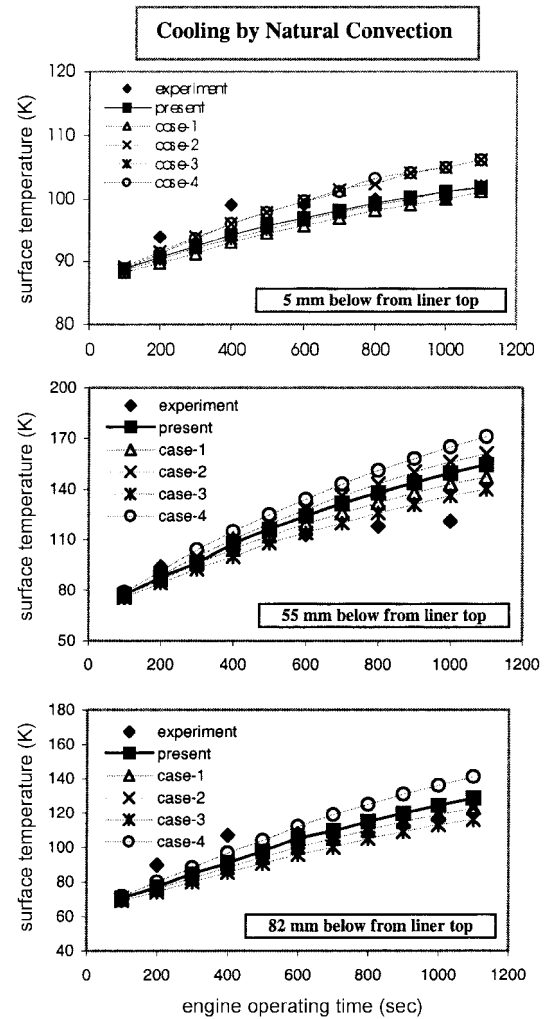 Cooling by Natural Convection
surface temperature (K)
120
110
100
90
80
experiment
present
case-1
case-2
case-3
case-4
5 mm below from liner top
0 200 400 600 800 1000 1200
surface temperature (K)
200
170
140
110
80
50
experiment
present
case-1
case-2
case-3
case-4
55 mm below from liner top
0 200 400 600 800 1000 1200
surface temperature (K)
180
160
140
120
100
80
60
40
experiment
present
case-1
case-2
case-3
case-4
82 mm below from liner top
0 200 400 600 800 1000 1200
engine operating time (sec)